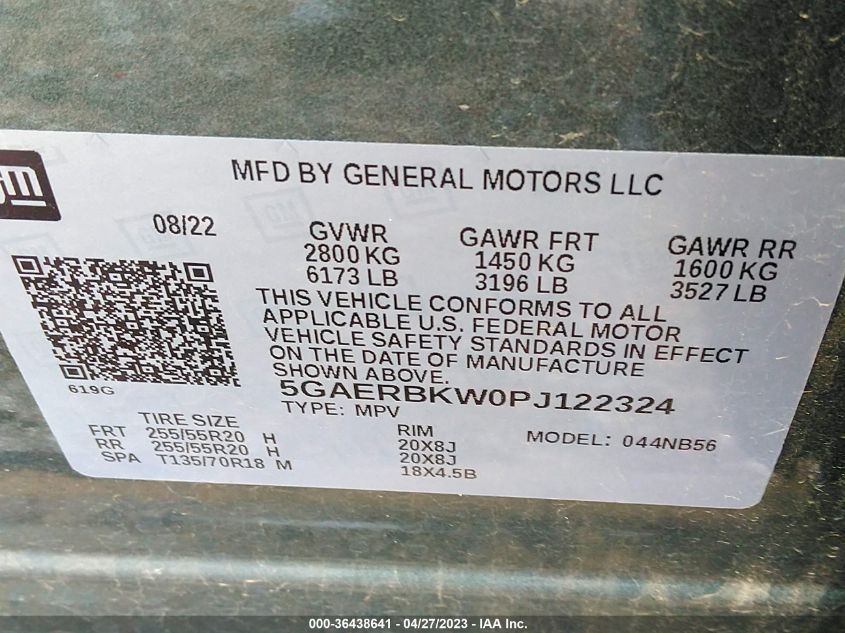 gm
MFD BY GENERAL MOTORS LLC
08/22
GVWR
2800 KG
6173 LB
GAWR FRT
1450 KG
3196 LB
GAWR RR
1600 KG
3527 LB
THIS VEHICLE CONFORMS TO ALL
APPLICABLE U.S. FEDERAL MOTOR
VEHICLE SAFETY STANDARDS IN EFFECT
ON THE DATE OF MANUFACTURE
SHOWN ABOVE.
619G
5GAERBKW0PJ122324
TYPE: MPV
MODEL: 044NB56
TIRE SIZE
RIM
FRT 255/55R20 H 20X8J
RR 255/55R20 H 20X8J
SPA T135/70R18 M 18X4.5B
000-36438641 - 04/27/2023 - IAA Inc.